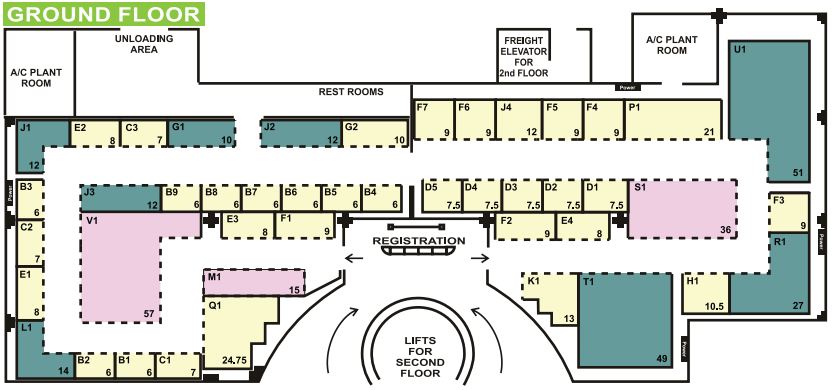 GROUND FLOOR
UNLOADING
AREA
FREIGHT
ELEVATOR
FOR
2nd FLOOR
A/C PLANT
ROOM
U1
A/C PLANT
ROOM
REST ROOMS
Power
F7 F6 J4 F5 F4 P1
9 9 12 9 9 21
J1 E2 C3 G1 J2 G2
8 7 10 12 10
12
51
B3
6
Power
J3 B9 B8 B7 B6 B5 B4
12 6 6 6 6 6 6
D5 D4 D3 D2 D1 S1
7.5 7.5 7.5 7.5 7.5
36
F3
9
V1
E3 F1
8 9
F2 E4
9 8
C2
7
REGISTRATION
R1
27
Power
E1
8
M1
15
K1
13
T1
49
H1
10.5
57
Q1
24.75
L1
14
B2 B1 C1
6 6 7
LIFTS
FOR
SECOND
FLOOR
Power